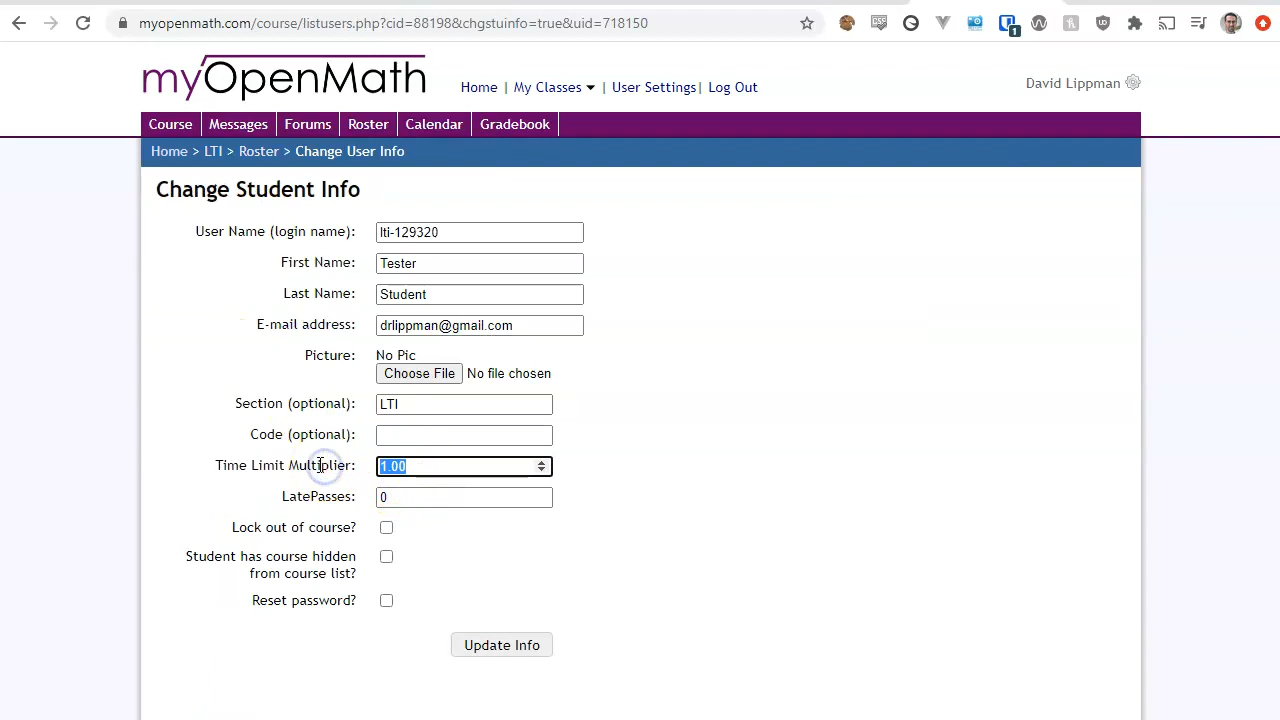 myopenmath.com/course/listusers.php?cid=88198&chgstuinfo=true&uid=718150
1
myOpenMath
Home | My Classes | User Settings | Log Out
David Lippman
Course Messages Forums Roster Calendar Gradebook
Home > LTI > Roster > Change User Info
Change Student Info
User Name (login name): lti-129320
First Name: Tester
Last Name: Student
E-mail address: drlippman@gmail.com
Picture: No Pic
Choose File No file chosen
Section (optional): LTI
Code (optional):
Time Limit Multiplier: 1.00
LatePasses: 0
Lock out of course?
Student has course hidden
from course list?
Reset password?
Update Info